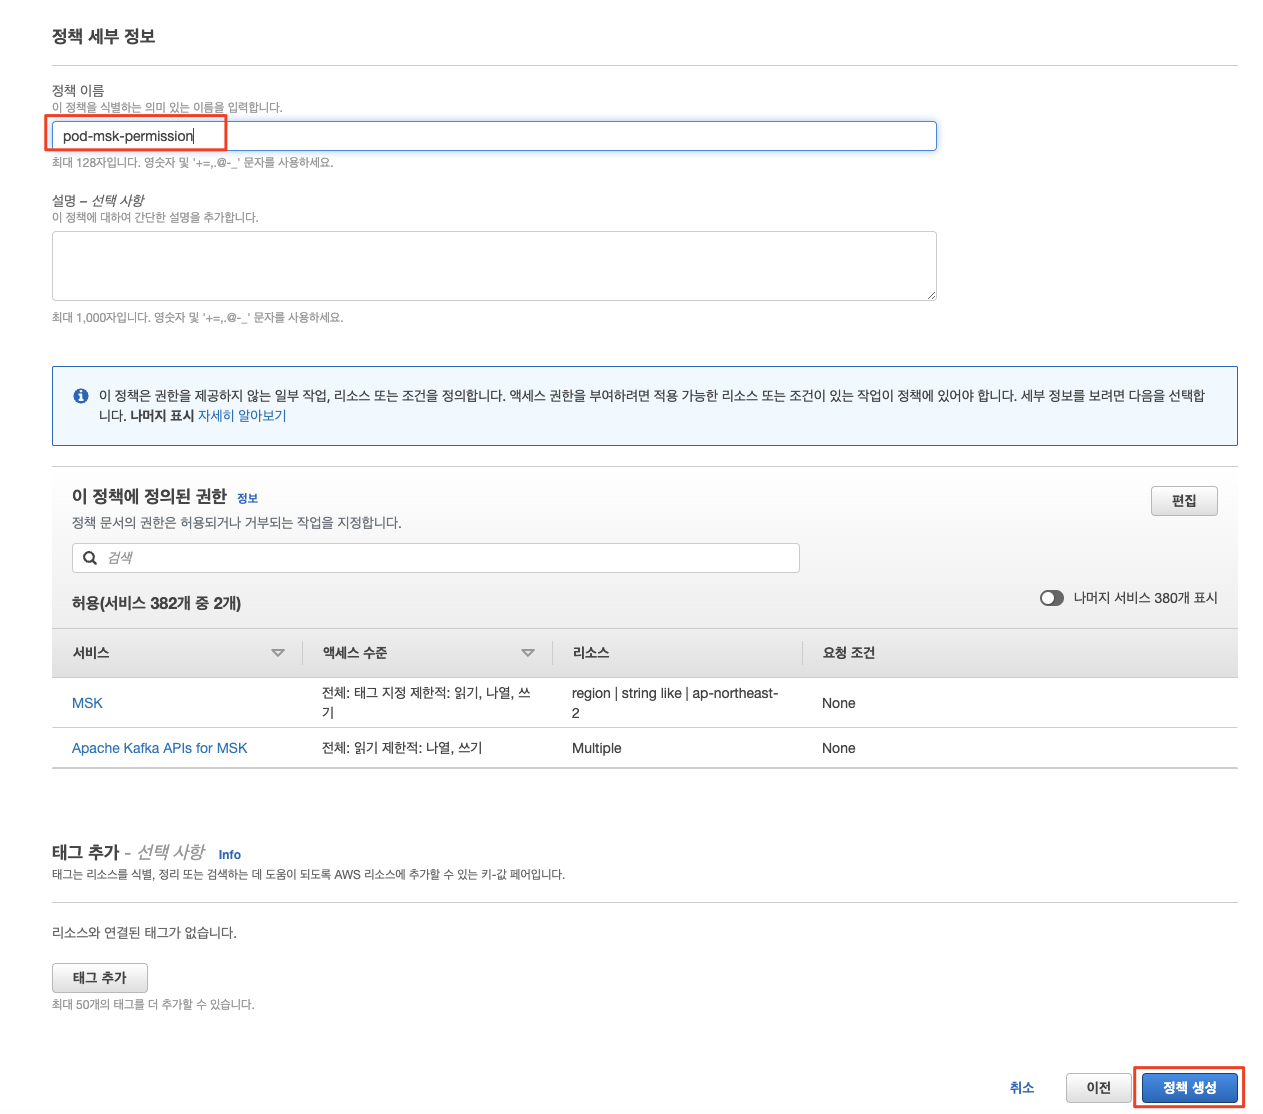 정책 세부 정보
정책 이름
이 정책을 식별하는 의미 있는 이름을 입력합니다.
pod-msk-permission
최대 128자입니다. 영숫자 및 '+=,.@-_' 문자를 사용하세요.
설명 – 선택 사항
이 정책에 대하여 간단한 설명을 추가합니다.
최대 1,000자입니다. 영숫자 및 '+=,.@-_' 문자를 사용하세요.
이 정책은 권한을 제공하지 않는 일부 작업, 리소스 또는 조건을 정의합니다. 액세스 권한을 부여하려면 적용 가능한 리소스 또는 조건이 있는 작업이 정책에 있어야 합니다. 세부 정보를 보려면 다음을 선택합
니다. 나머지 표시 자세히 알아보기
이 정책에 정의된 권한 정보
편집
정책 문서의 권한은 허용되거나 거부되는 작업을 지정합니다.
검색
허용(서비스 382개 중 2개)
나머지 서비스 380개 표시
서비스 액세스 수준 리소스 요청 조건
MSK 전체: 태그 지정 제한적: 읽기, 나열, 쓰기 region | string like | ap-northeast-2 None
Apache Kafka APIs for MSK 전체: 읽기 제한적: 나열, 쓰기 Multiple None
태그 추가 - 선택 사항 Info
태그는 리소스를 식별, 정리 또는 검색하는 데 도움이 되도록 AWS 리소스에 추가할 수 있는 키-값 페어입니다.
리소스와 연결된 태그가 없습니다.
태그 추가
최대 50개의 태그를 더 추가할 수 있습니다.
취소 이전 정책 생성